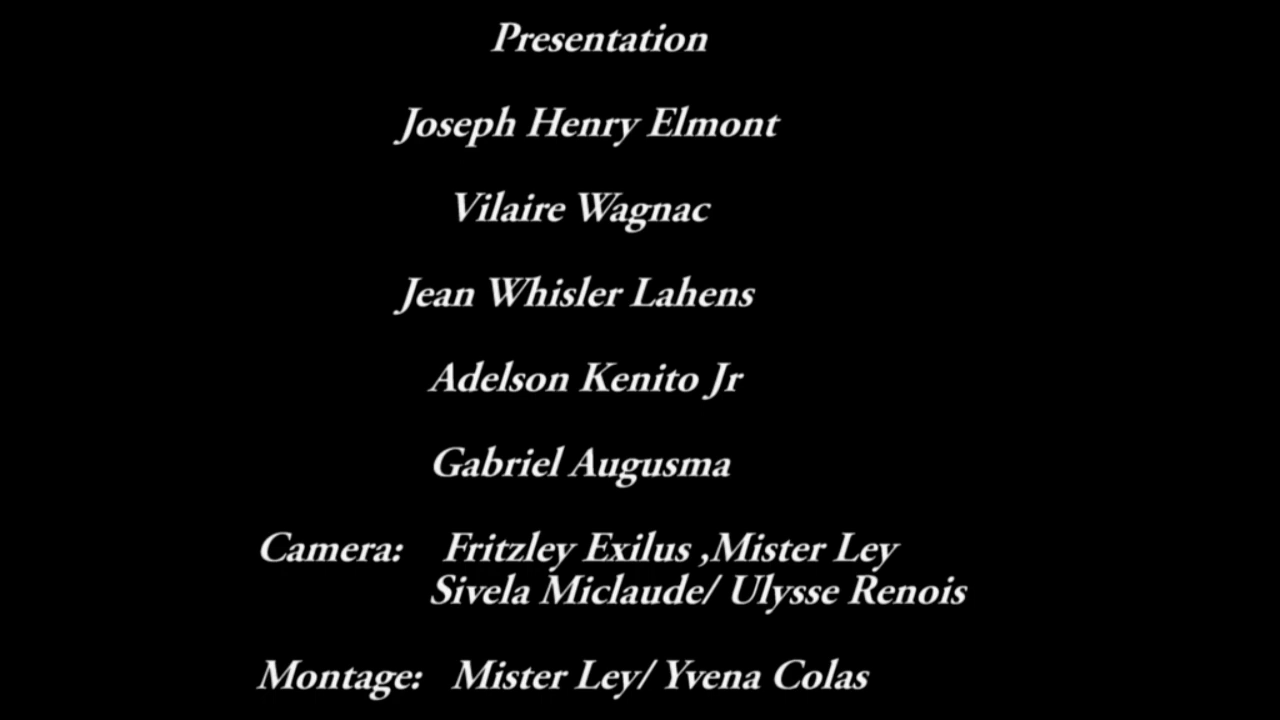 Presentation
Joseph Henry Elmont
Vilaire Wagnac
Jean Whisler Lahens
Adelson Kenito Jr
Gabriel Augusma
Camera: Fritzley Exilus ,Mister Ley
Sivela Miclaude/ Ulysse Renois
Montage: Mister Ley/ Yvena Colas